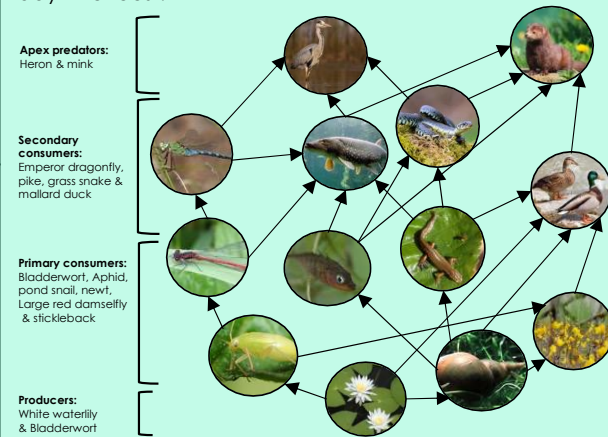 Apex predators:
Heron & mink
Secondary
consumers:
Emperor dragonfly,
pike, grass snake &
mallard duck
Primary consumers:
Bladderwort, Aphid,
pond snail, newt,
Large red damselfly
& stickleback
Producers:
White waterlily
& Bladderwort